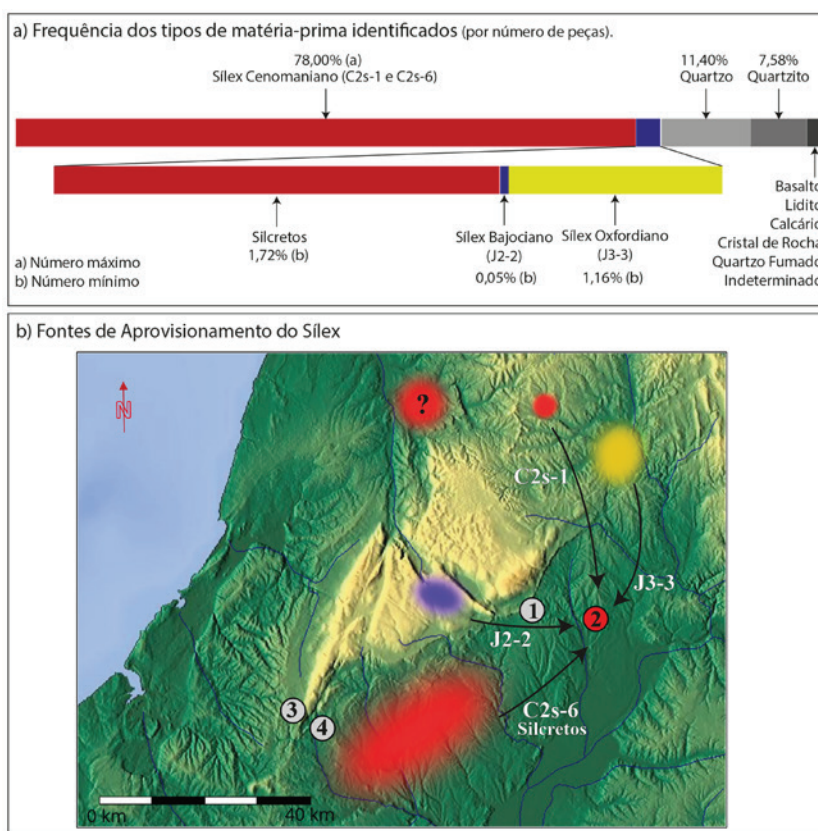 a) Frequência dos tipos de matéria-prima identificados (por número de peças).
78,00% (a)
Sílex Cenomaniano (C2s-1 e C2s-6)
11,40%
Quartzo
7,58%
Quartzito
Silcretos
1,72% (b)
Sílex Bajociano
(J2-2)
0,05% (b)
Sílex Oxfordiano
(J3-3)
1,16% (b)
Basalto
Lidito
Calcário
Cristal de Rocha
Quartzo Fumado
Indeterminado
a) Número máximo
b) Número mínimo
b) Fontes de Aprovisionamento do Sílex
N
?
C2s-1
J3-3
1
2
J2-2
C2s-6
Silcretos
3
4
0 km
40 km